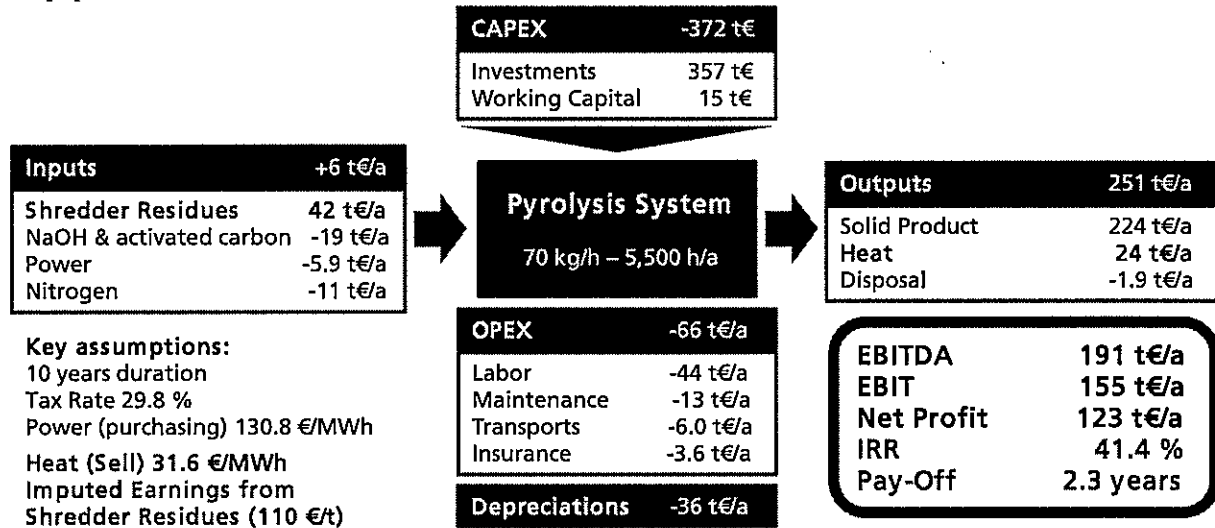 CAPEX -372 t€
Investments 357 t€
Working Capital 15 t€
Inputs +6 t€/a
Shredder Residues 42 t€/a
NaOH & activated carbon -19 t€/a
Power -5.9 t€/a
Nitrogen -11 t€/a
Pyrolysis System
70 kg/h – 5,500 h/a
Outputs 251 t€/a
Solid Product 224 t€/a
Heat 24 t€/a
Disposal -1.9 t€/a
Key assumptions:
10 years duration
Tax Rate 29.8 %
Power (purchasing) 130.8 €/MWh
Heat (Sell) 31.6 €/MWh
Imputed Earnings from
Shredder Residues (110 €/t)
OPEX -66 t€/a
Labor -44 t€/a
Maintenance -13 t€/a
Transports -6.0 t€/a
Insurance -3.6 t€/a
Depreciations -36 t€/a
EBITDA 191 t€/a
EBIT 155 t€/a
Net Profit 123 t€/a
IRR 41.4 %
Pay-Off 2.3 years